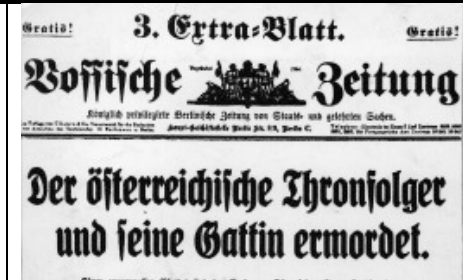 Gratis! 3. Extra-Blatt. Gratis!
Vossische Zeitung
Königlich privilegierte Berlinische Zeitung von Staats- und gelehrten Sachen.
Der österreichische Thronfolger
und seine Gattin ermordet.